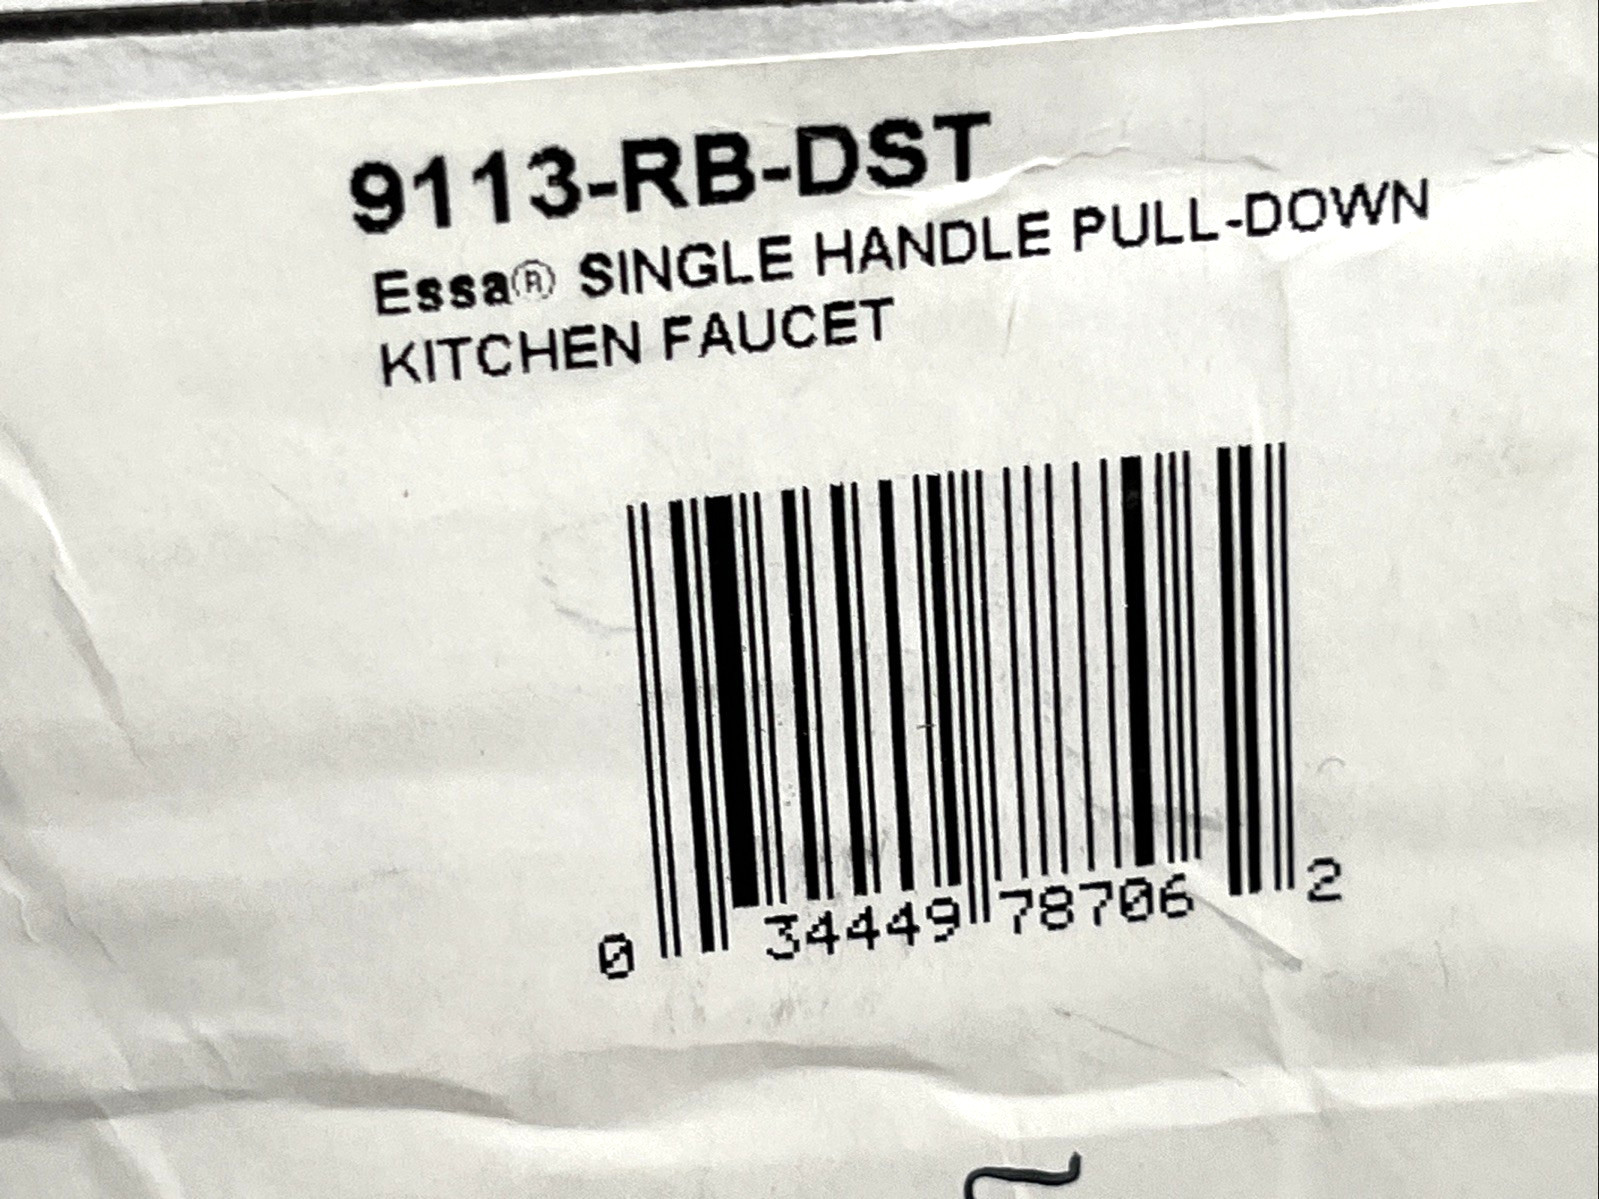 9113-RB-DST
Essa® SINGLE HANDLE PULL-DOWN
KITCHEN FAUCET
0 34449 78706 2